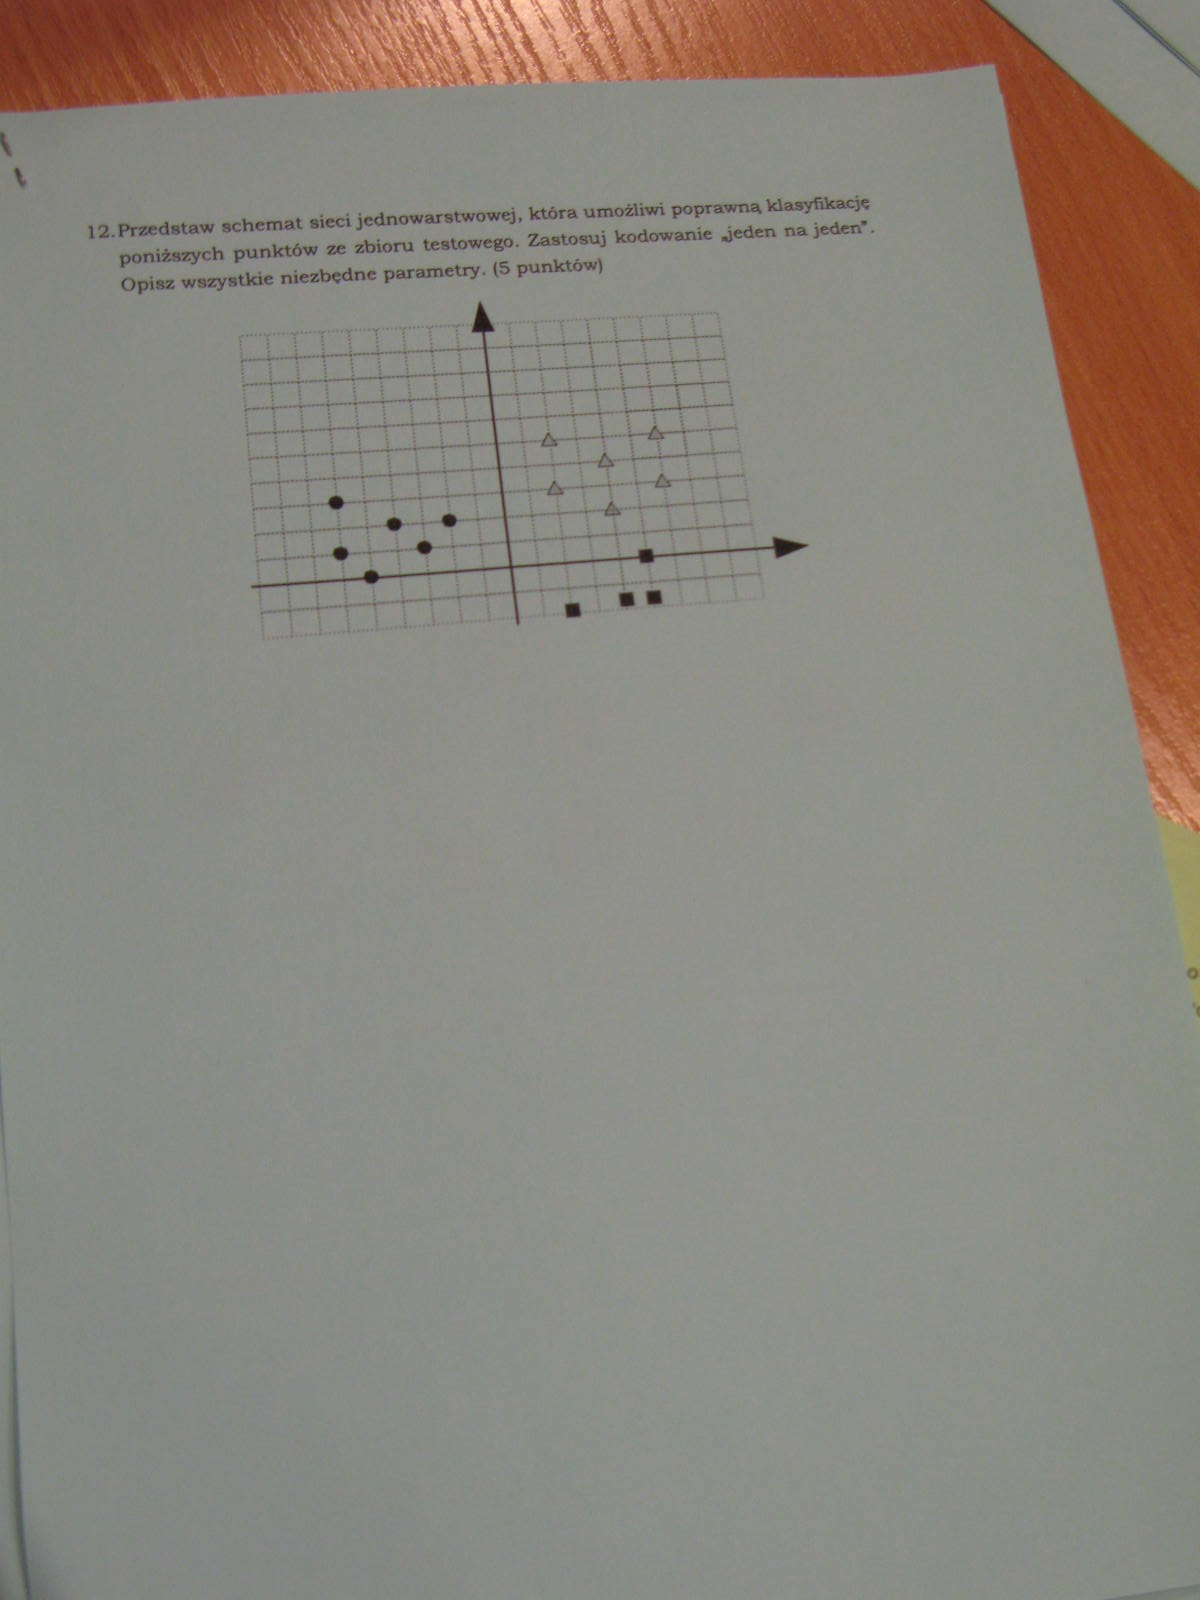 12. Przedstaw schemat sieci jednowarstwowej, która umożliwi poprawną klasyfikację
poniższych punktów ze zbioru testowego. Zastosuj kodowanie „jeden na jeden”.
Opisz wszystkie niezbędne parametry. (5 punktów)